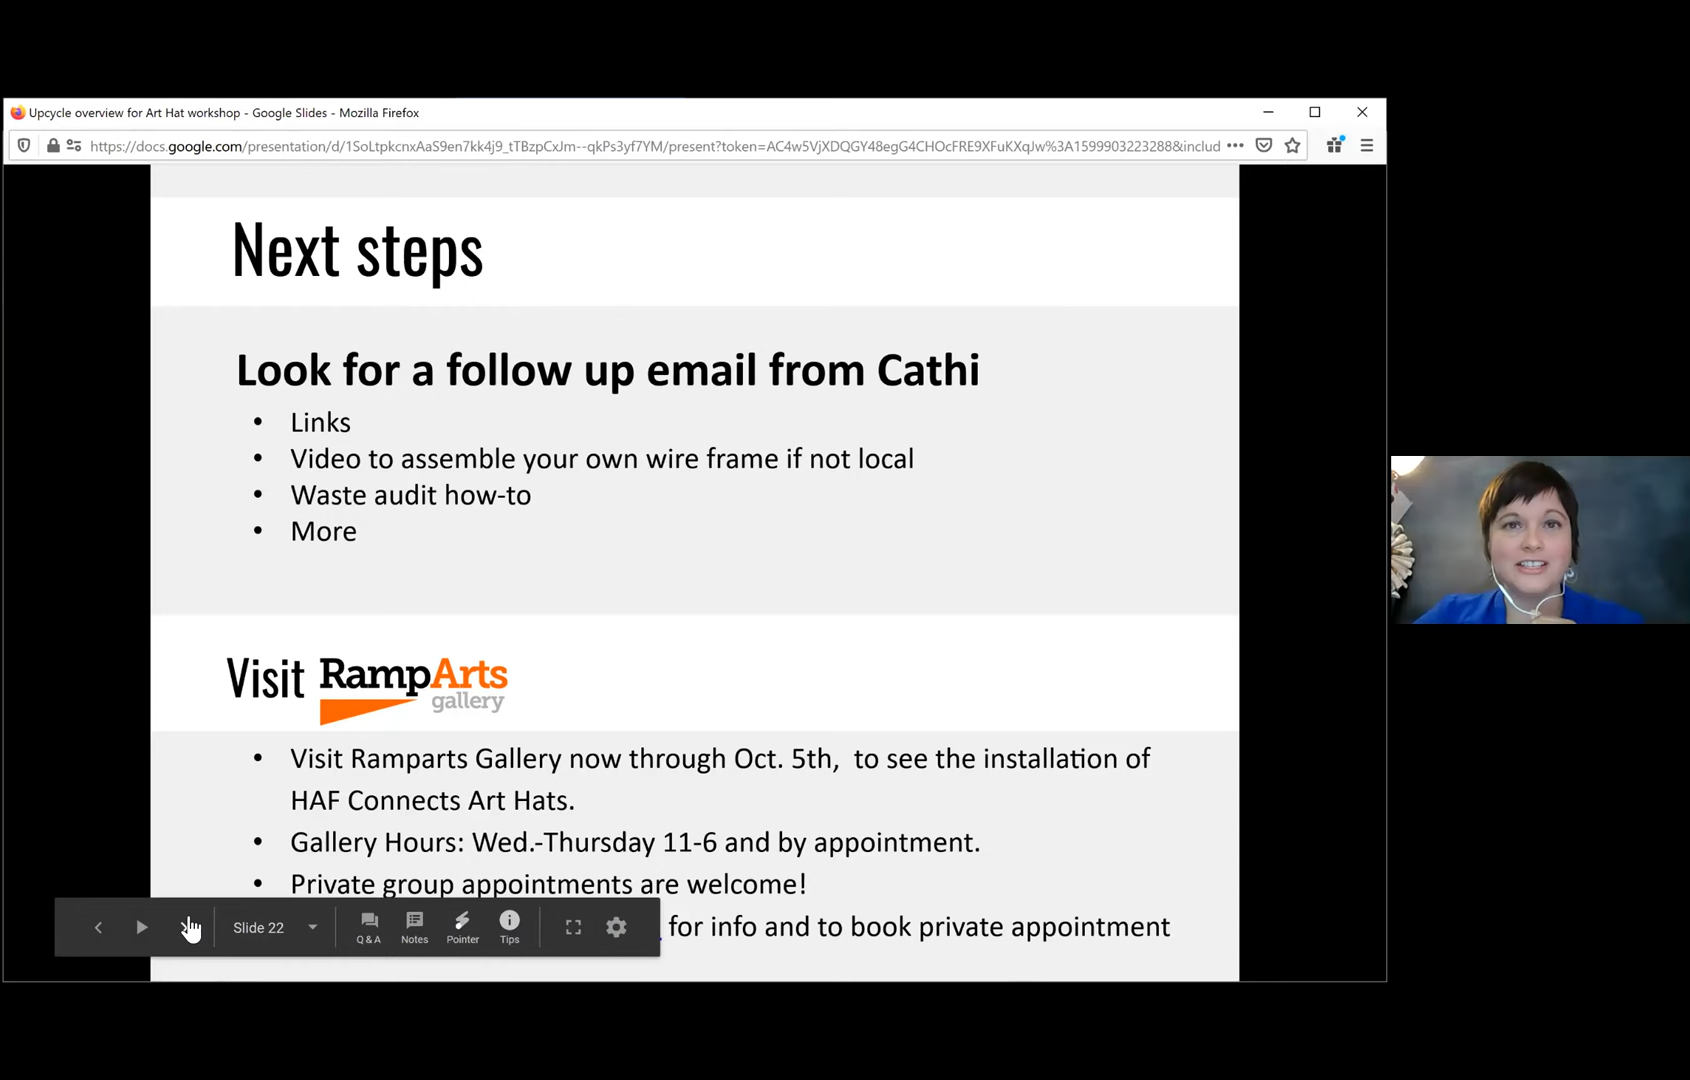 Upcycle overview for Art Hat workshop - Google Slides - Mozilla Firefox
https://docs.google.com/presentation/d/1SoLtpkcnxAaS9en7kk4j9_tTBzpCxJm--qkPs3yf7YM/present?token=AC4w5VjXDQGY48egG4CHOcFRE9XFuKXqJw%3A1599903223288&includ
Next steps
Look for a follow up email from Cathi
• Links
• Video to assemble your own wire frame if not local
• Waste audit how-to
• More
Visit RampArts
gallery
• Visit Ramparts Gallery now through Oct. 5th, to see the installation of
HAF Connects Art Hats.
• Gallery Hours: Wed.-Thursday 11-6 and by appointment.
• Private group appointments are welcome!
for info and to book private appointment
Slide 22
Q & A
Notes
Pointer
Tips